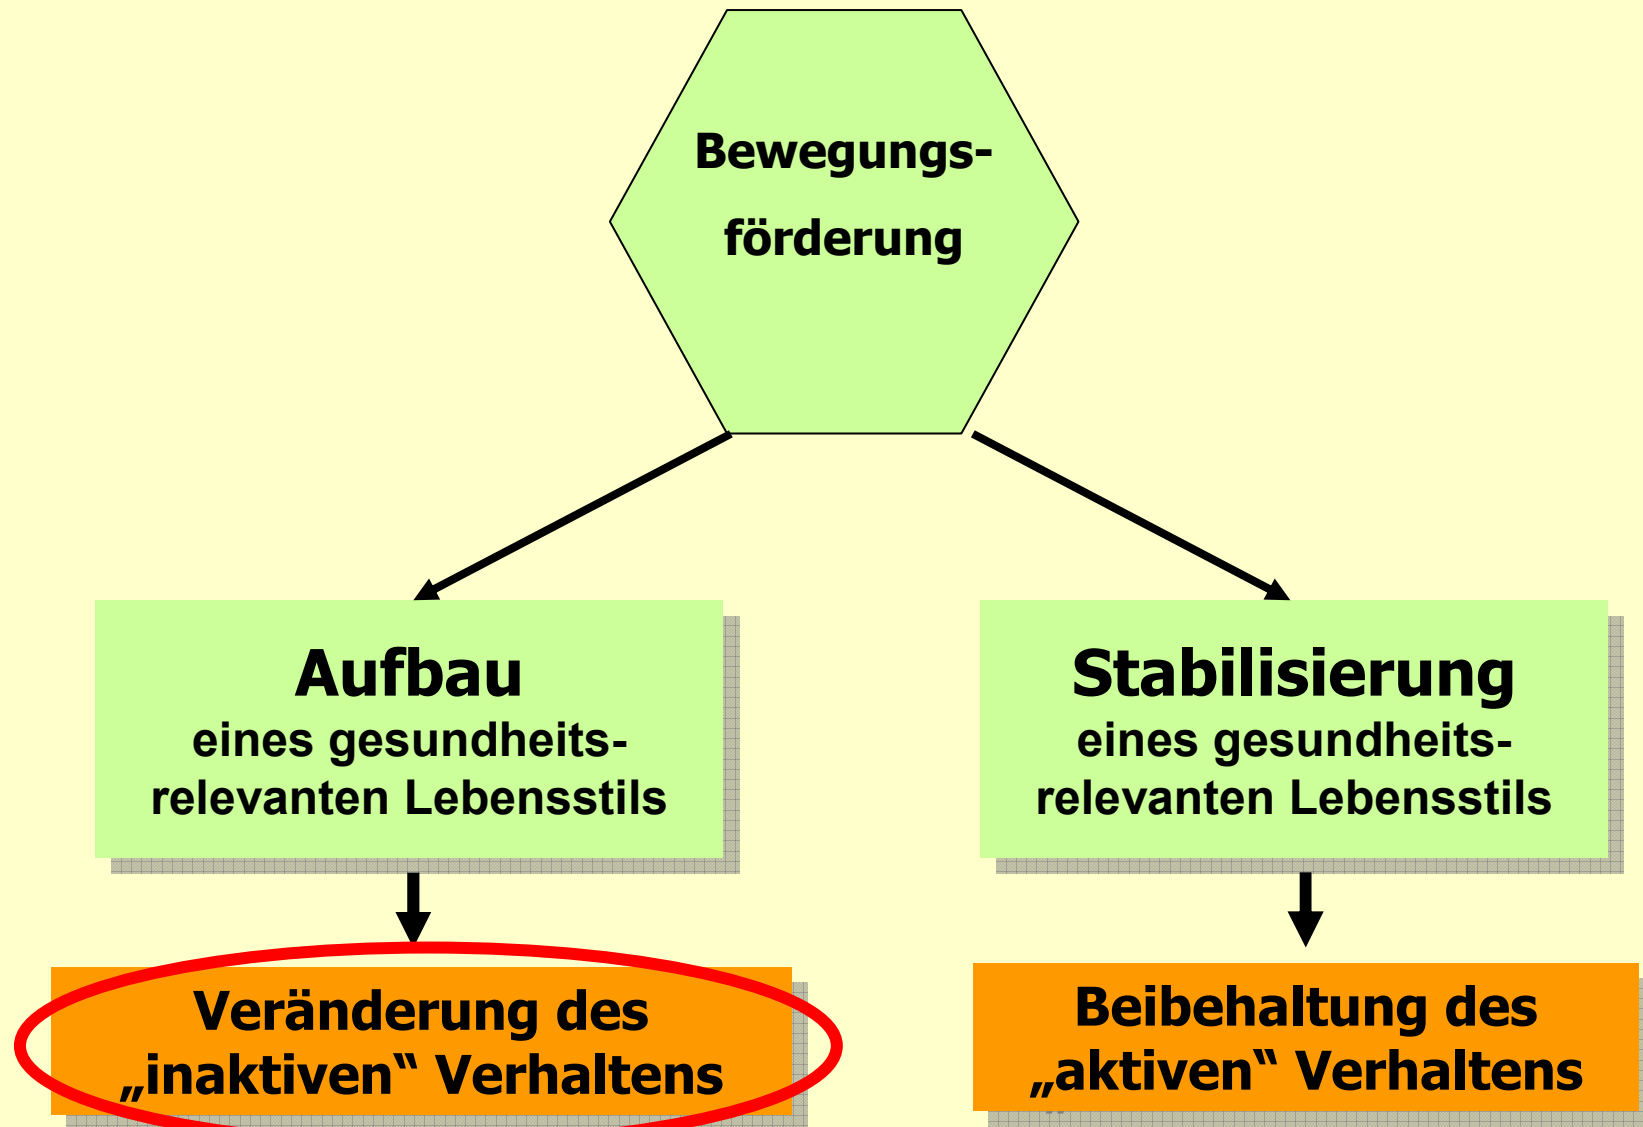 Bewegungs-
förderung
Aufbau
eines gesundheits-
relevanten Lebensstils
Stabilisierung
eines gesundheits-
relevanten Lebensstils
Veränderung des
„inaktiven“ Verhaltens
Beibehaltung des
„aktiven“ Verhaltens